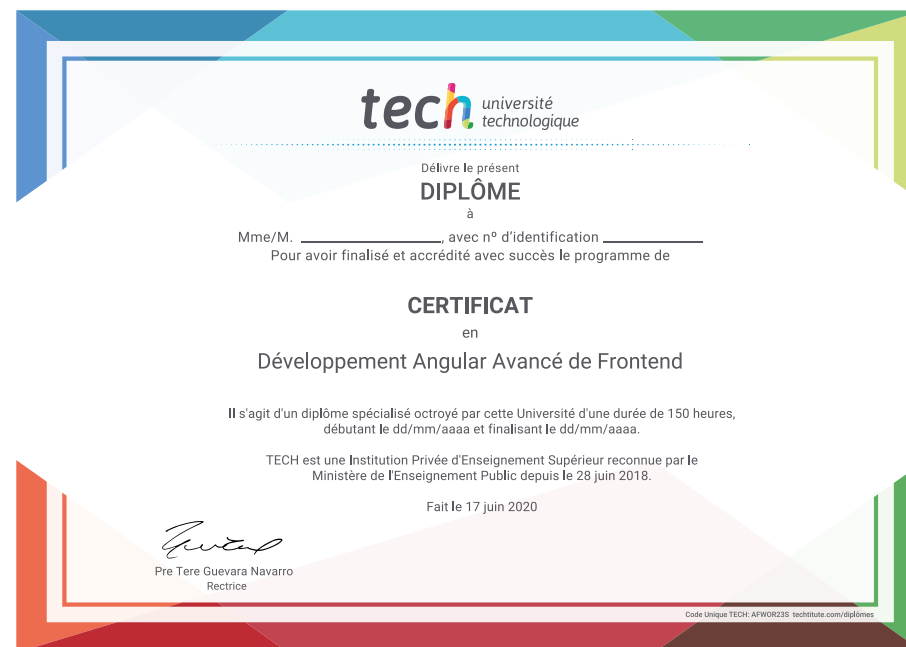 tech université
technologique
Délivre le présent
DIPLÔME
à
Mme/M. ____________________, avec nº d'identification ______________
Pour avoir finalisé et accrédité avec succès le programme de
CERTIFICAT
en
Développement Angular Avancé de Frontend
Il s'agit d'un diplôme spécialisé octroyé par cette Université d'une durée de 150 heures,
débutant le dd/mm/aaaa et finalisant le dd/mm/aaaa.
TECH est une Institution Privée d'Enseignement Supérieur reconnue par le
Ministère de l'Enseignement Public depuis le 28 juin 2018.
Fait le 17 juin 2020
Pre Tere Guevara Navarro
Rectrice
Code Unique TECH: AFWOR23S techtitute.com/diplômes